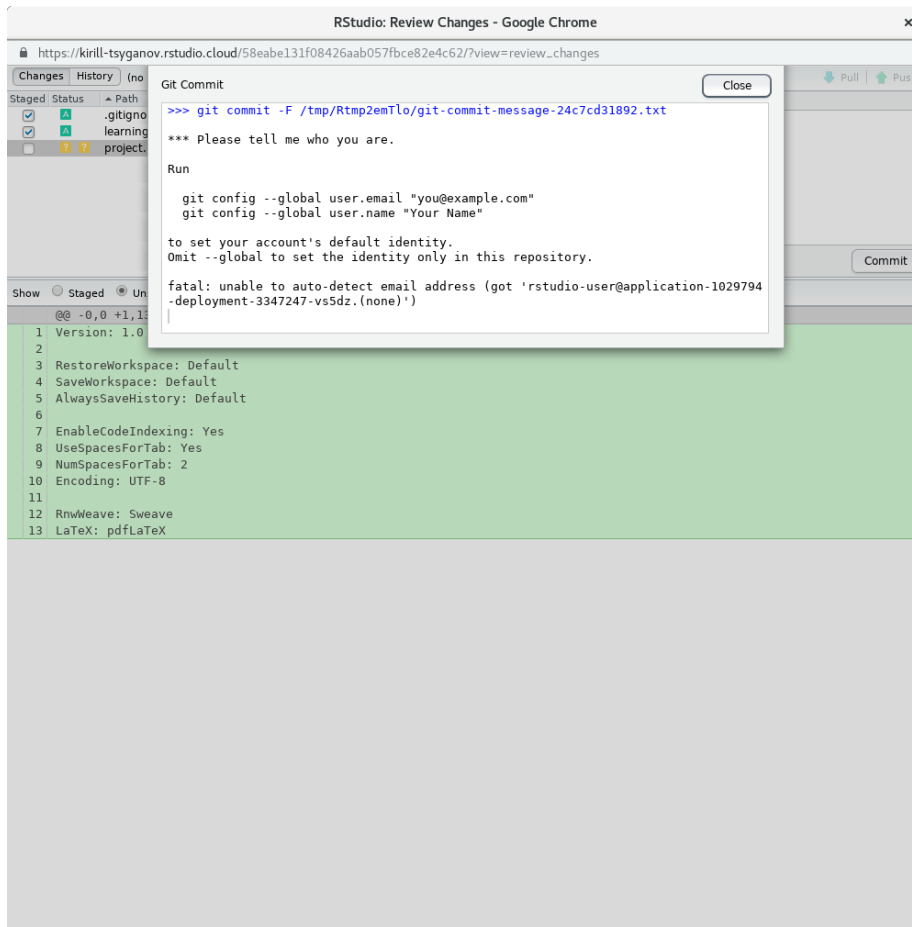 RStudio: Review Changes - Google Chrome
https://kirill-tsyganov.rstudio.cloud/58eabe131f08426aab057fbce82e4c62/?view=review_changes
Changes History (no
Pull Pus
Staged Status Path
.gitigno
learning
project.
Git Commit
Close
>>> git commit -F /tmp/Rtmp2emTlo/git-commit-message-24c7cd31892.txt
*** Please tell me who you are.
Run
git config --global user.email "you@example.com"
git config --global user.name "Your Name"
to set your account's default identity.
Omit --global to set the identity only in this repository.
fatal: unable to auto-detect email address (got 'rstudio-user@application-1029794
-deployment-3347247-vs5dz.(none)')
Commit
Show Staged Un
@@ -0,0 +1,13
1 Version: 1.0
2
3 RestoreWorkspace: Default
4 SaveWorkspace: Default
5 AlwaysSaveHistory: Default
6
7 EnableCodeIndexing: Yes
8 UseSpacesForTab: Yes
9 NumSpacesForTab: 2
10 Encoding: UTF-8
11
12 RnwWeave: Sweave
13 LaTeX: pdfLaTeX